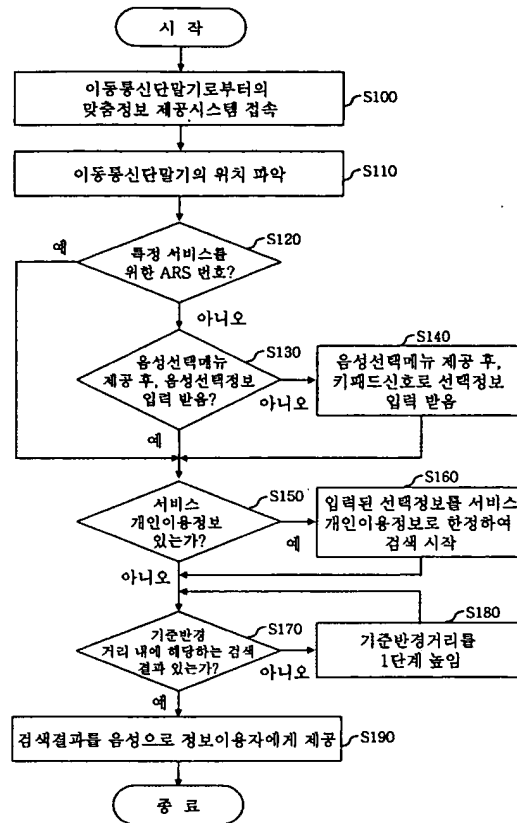 시 작
이동통신단말기로부터의
맞춤정보 제공시스템 접속
S100
이동통신단말기의 위치 파악
S110
예
특정 서비스를
위한 ARS 번호?
S120
아니오
음성선택메뉴
제공 후, 음성선택정보
입력 받음?
S130
아니오
음성선택메뉴 제공 후,
키패드신호로 선택정보
입력 받음
S140
예
서비스
개인이용정보
있는가?
S150
예
입력된 선택정보를 서비스
개인이용정보로 한정하여
검색 시작
S160
아니오
기준반경
거리 내에 해당하는 검색
결과 있는가?
S170
아니오
기준반경거리를
1단계 높임
S180
예
검색결과를 음성으로 정보이용자에게 제공
S190
종 료